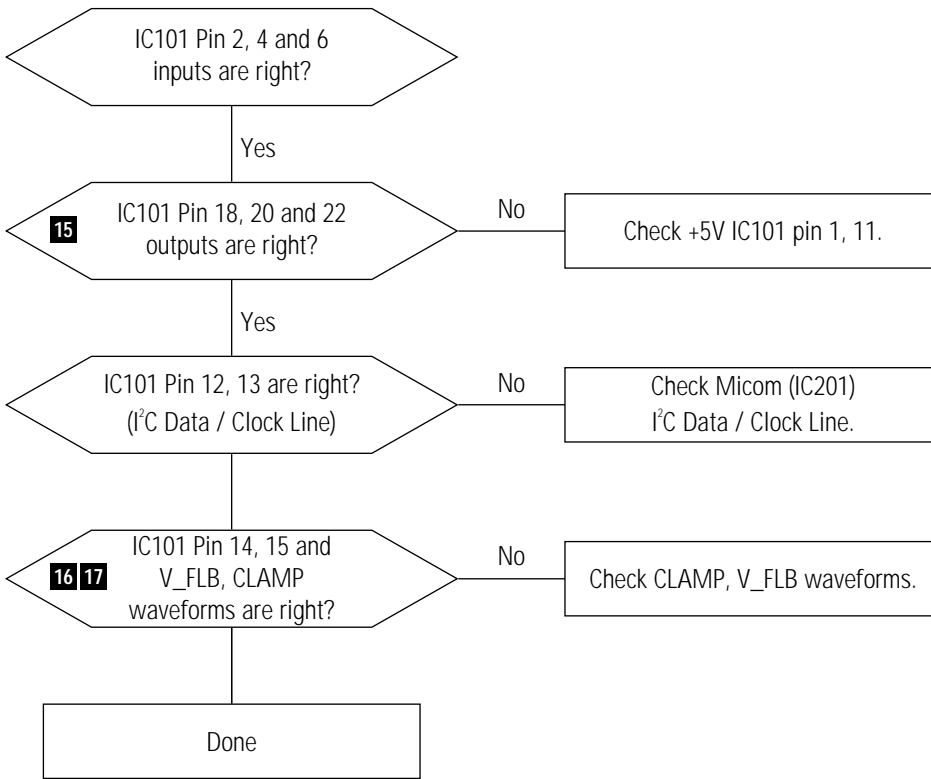 IC101 Pin 2, 4 and 6
inputs are right?
Yes
15
IC101 Pin 18, 20 and 22
outputs are right?
No
Check +5V IC101 pin 1, 11.
Yes
IC101 Pin 12, 13 are right?
(I²C Data / Clock Line)
No
Check Micom (IC201)
I²C Data / Clock Line.
16 17
IC101 Pin 14, 15 and
V_FLB, CLAMP
waveforms are right?
No
Check CLAMP, V_FLB waveforms.
Done